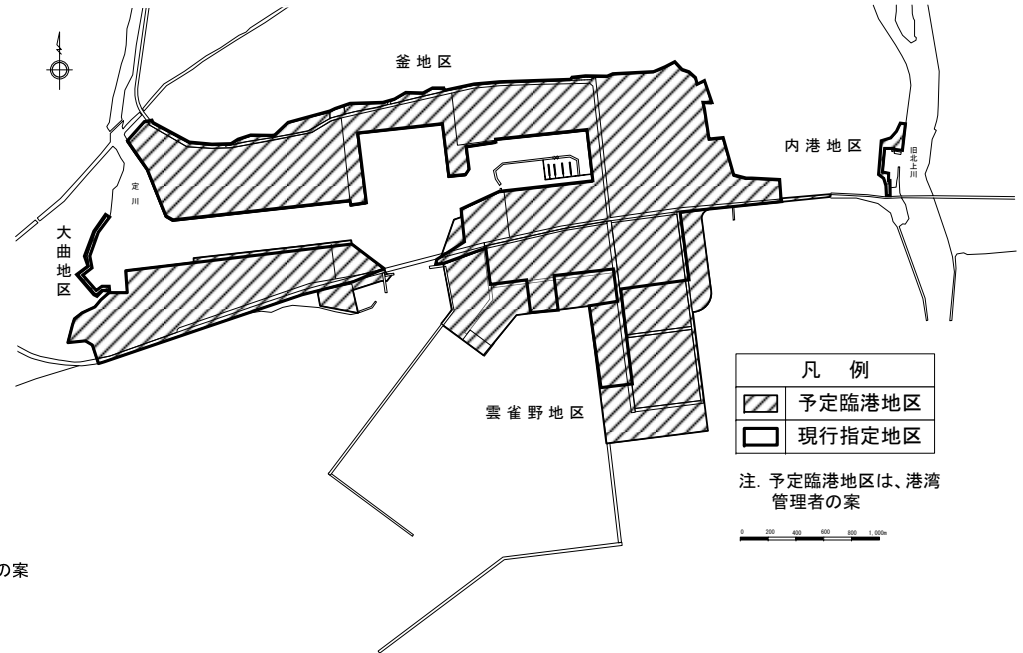 釜地区
内港地区
旧北上川
定川
大曲地区
雲雀野地区
凡 例
予定臨港地区
現行指定地区
注. 予定臨港地区は、港湾
管理者の案
0 200 400 600 800 1,000m
の案